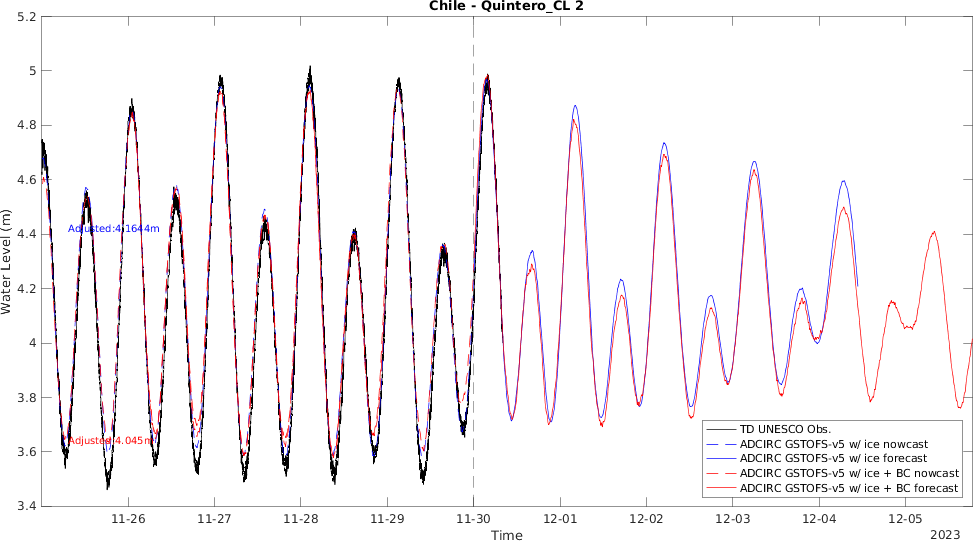 Chile - Quintero_CL 2
5.2
5
4.8
4.6
4.4
4.2
4
3.8
3.6
3.4
Water Level (m)
Adjusted:4.1644m
Adjusted:4.045m
TD UNESCO Obs.
ADCIRC GSTOFS-v5 w/ ice nowcast
ADCIRC GSTOFS-v5 w/ ice forecast
ADCIRC GSTOFS-v5 w/ ice + BC nowcast
ADCIRC GSTOFS-v5 w/ ice + BC forecast
11-26 11-27 11-28 11-29 11-30 12-01 12-02 12-03 12-04 12-05
Time
2023